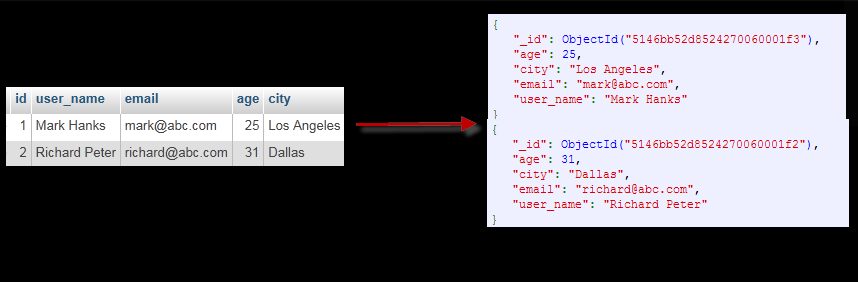 id user_name email age city
1 Mark Hanks mark@abc.com 25 Los Angeles
2 Richard Peter richard@abc.com 31 Dallas
{
"_id": ObjectId("5146bb52d8524270060001f3"),
"age": 25,
"city": "Los Angeles",
"email": "mark@abc.com",
"user_name": "Mark Hanks"
}
{
"_id": ObjectId("5146bb52d8524270060001f2"),
"age": 31,
"city": "Dallas",
"email": "richard@abc.com",
"user_name": "Richard Peter"
}